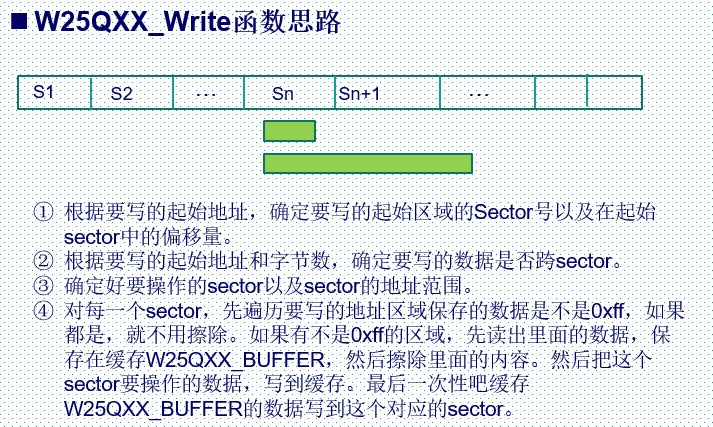 ■ W25QXX_Write函数思路
S1 S2 … Sn Sn+1 …
① 根据要写的起始地址，确定要写的起始区域的Sector号以及在起始
sector中的偏移量。
② 根据要写的起始地址和字节数，确定要写的数据是否跨sector。
③ 确定好要操作的sector以及sector的地址范围。
④ 对每一个sector，先遍历要写的地址区域保存的数据是不是0xff，如果
都是，就不用擦除。如果有不是0xff的区域，先读出里面的数据，保
存在缓存W25QXX_BUFFER，然后擦除里面的内容。然后把这个
sector要操作的数据，写到缓存。最后一次性吧缓存
W25QXX_BUFFER的数据写到这个对应的sector。